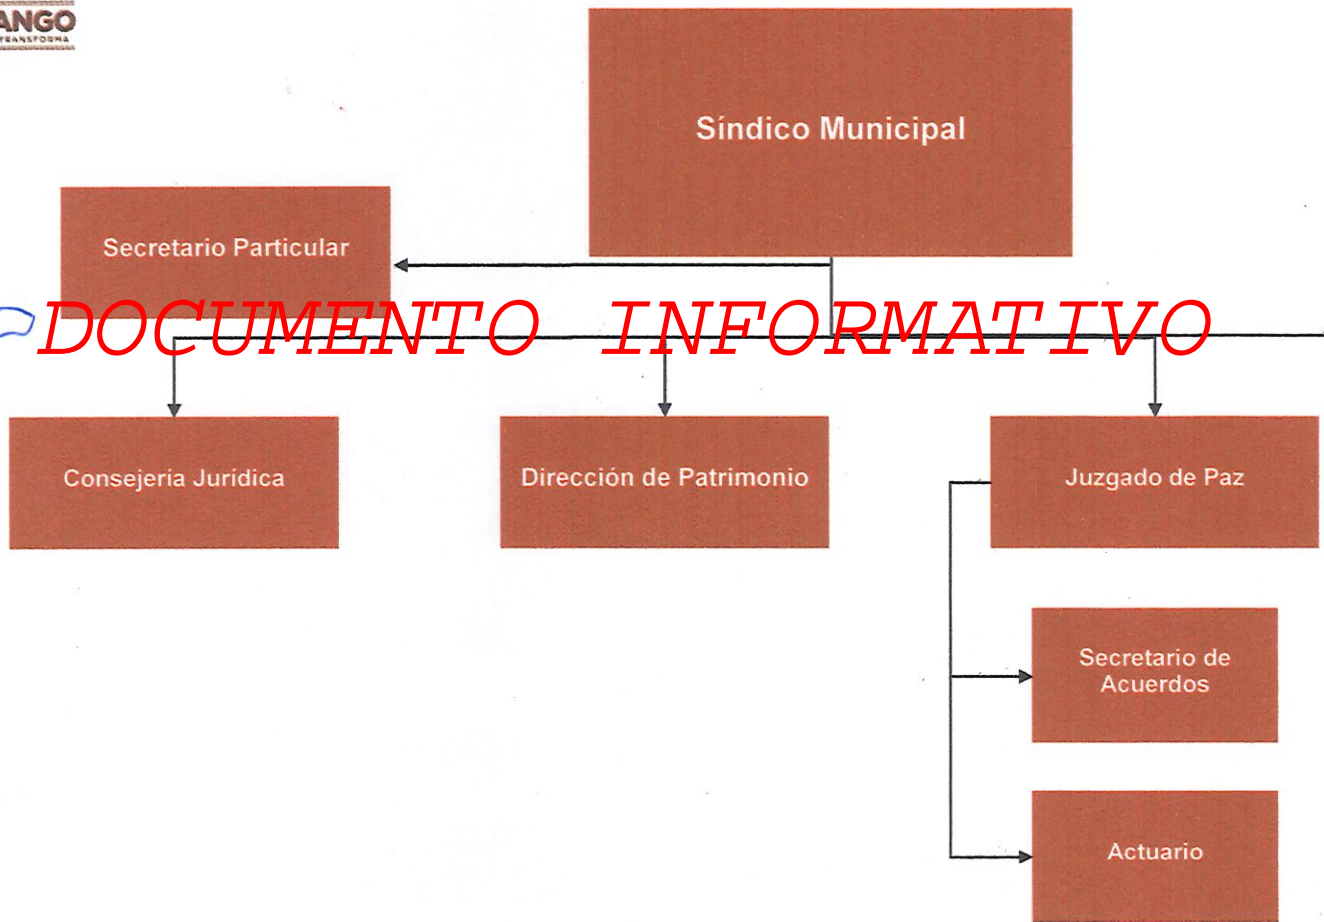 ANGO
TRANSFORMA
Síndico Municipal
Secretario Particular
DOCUMENTO INFORMATIVO
Consejería Jurídica
Dirección de Patrimonio
Juzgado de Paz
Secretario de
Acuerdos
Actuario